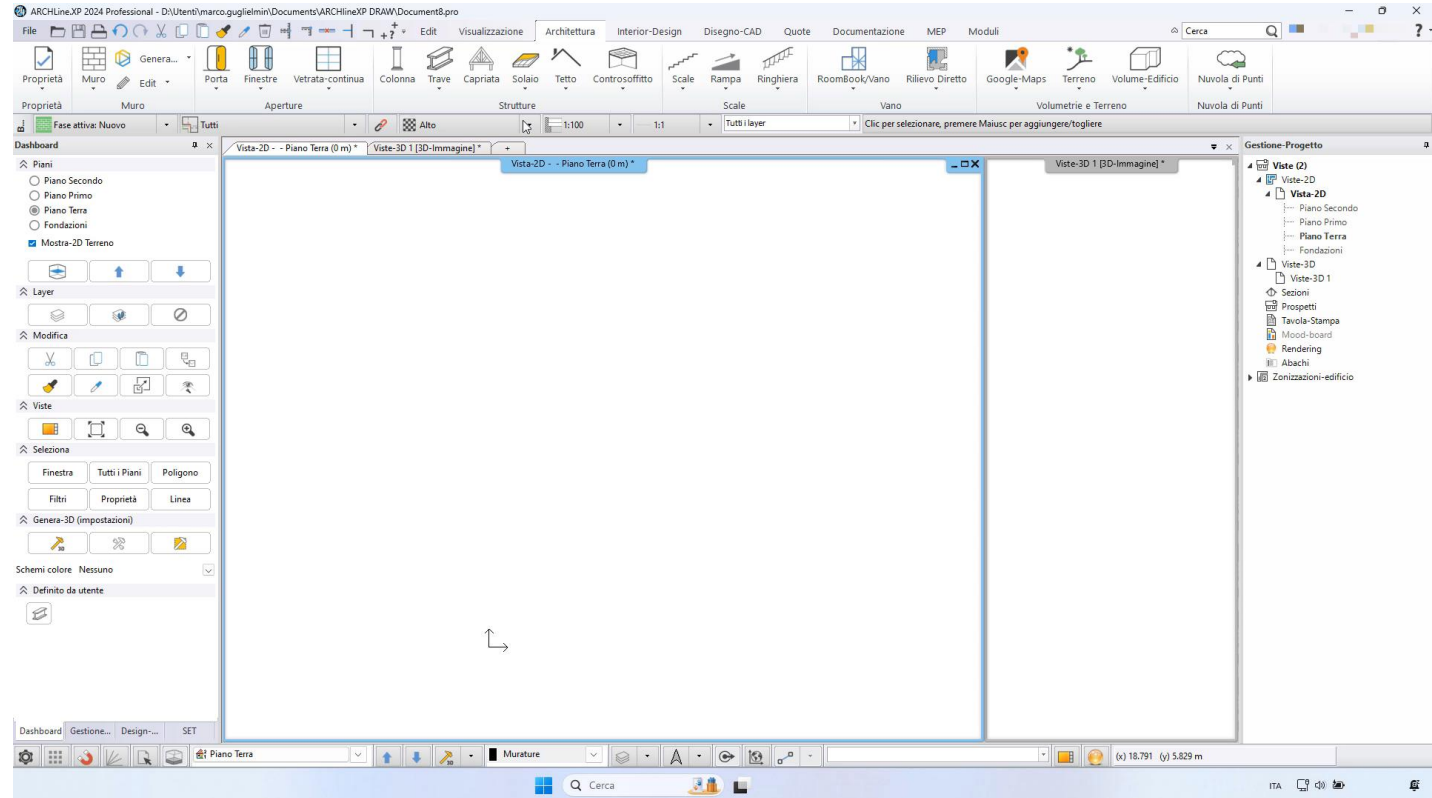 ARCHLine.XP 2024 Professional - D:\Utenti\marco.guglielmin\Documents\ARCHlineXP DRAW\Document8.pro
File Edit Visualizzazione Architettura Interior-Design Disegno-CAD Quote Documentazione MEP Moduli Cerca
Proprietà Muro Genera... Edit Porta Finestre Vetrata-continua Colonna Trave Capriata Solaio Tetto Controsoffitto Scale Rampa Ringhiera RoomBook/Vano Rilievo Diretto Google-Maps Terreno Volume-Edificio Nuvola di Punti
Proprietà Muro Aperture Strutture Scale Vano Volumetrie e Terreno Nuvola di Punti
Fase attiva: Nuovo Tutti Alto 1:100 1:1 Tutti i layer Clic per selezionare, premere Maiusc per aggiungere/togliere
Dashboard
Vista-2D - - Piano Terra (0 m) * Viste-3D 1 [3D-Immagine] * +
Gestione-Progetto
Vista-2D - - Piano Terra (0 m) *
Viste-3D 1 [3D-Immagine] *
Piani
Piano Secondo
Piano Primo
Piano Terra
Fondazioni
Mostra-2D Terreno
Layer
Modifica
Viste
Seleziona
Finestra Tutti i Piani Poligono
Filtri Proprietà Linea
Genera-3D (impostazioni)
3D
Schemi colore Nessuno
Definito da utente
Viste (2)
Viste-2D
Vista-2D
Piano Secondo
Piano Primo
Piano Terra
Fondazioni
Viste-3D
Viste-3D 1
Sezioni
Prospetti
Tavola-Stampa
Mood-board
Rendering
Abachi
Zonizzazioni-edificio
Dashboard Gestione... Design-... SET
Piano Terra 3D Murature (x) 18.791 (y) 5.829 m
Cerca
ITA